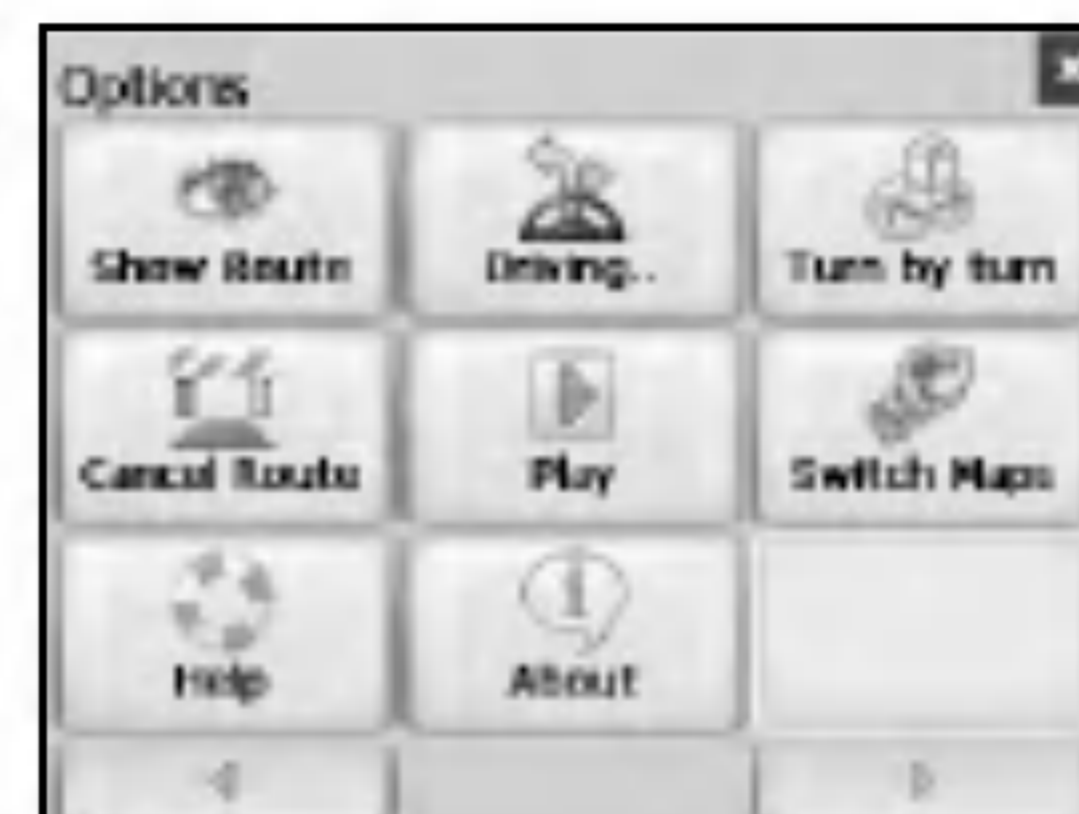 Options
Show Route
Driving..
Turn by turn
Cancel Route
Play
Switch Maps
Help
About